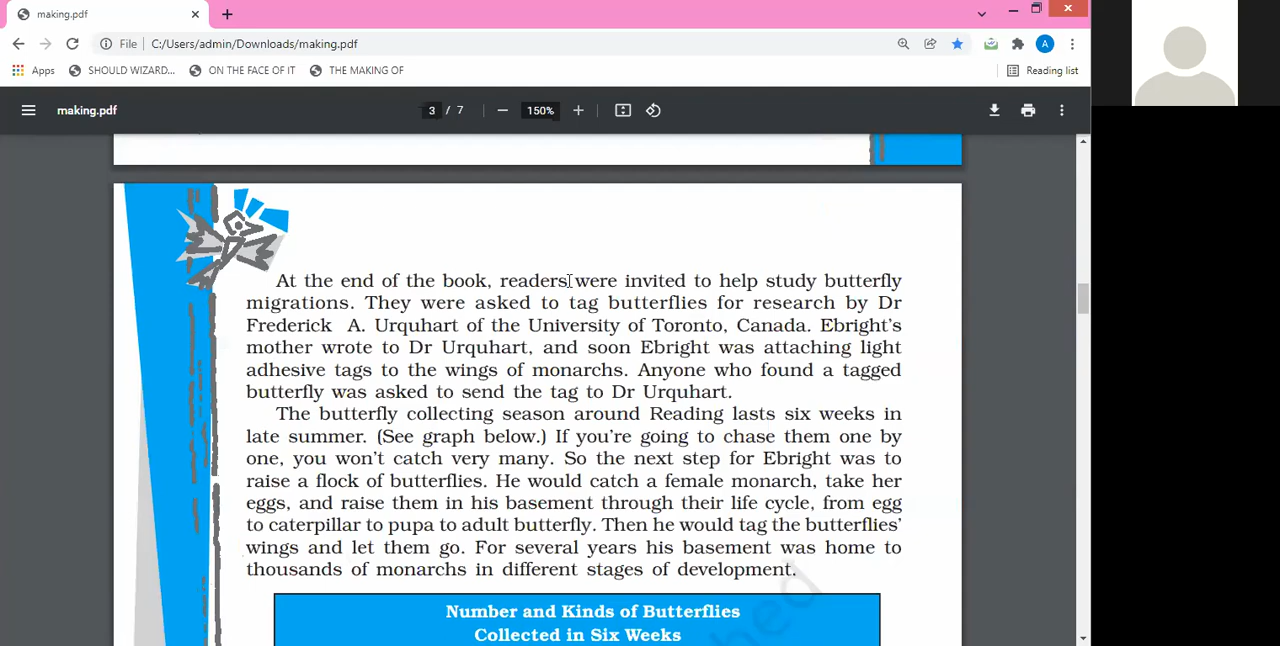 making.pdf
File C:/Users/admin/Downloads/making.pdf A
Apps SHOULD WIZARD... ON THE FACE OF IT THE MAKING OF Reading list
making.pdf 3 / 7 150%
At the end of the book, readers were invited to help study butterfly
migrations. They were asked to tag butterflies for research by Dr
Frederick A. Urquhart of the University of Toronto, Canada. Ebright's
mother wrote to Dr Urquhart, and soon Ebright was attaching light
adhesive tags to the wings of monarchs. Anyone who found a tagged
butterfly was asked to send the tag to Dr Urquhart.
The butterfly collecting season around Reading lasts six weeks in
late summer. (See graph below.) If you're going to chase them one by
one, you won't catch very many. So the next step for Ebright was to
raise a flock of butterflies. He would catch a female monarch, take her
eggs, and raise them in his basement through their life cycle, from egg
to caterpillar to pupa to adult butterfly. Then he would tag the butterflies'
wings and let them go. For several years his basement was home to
thousands of monarchs in different stages of development.
Number and Kinds of Butterflies
Collected in Six Weeks